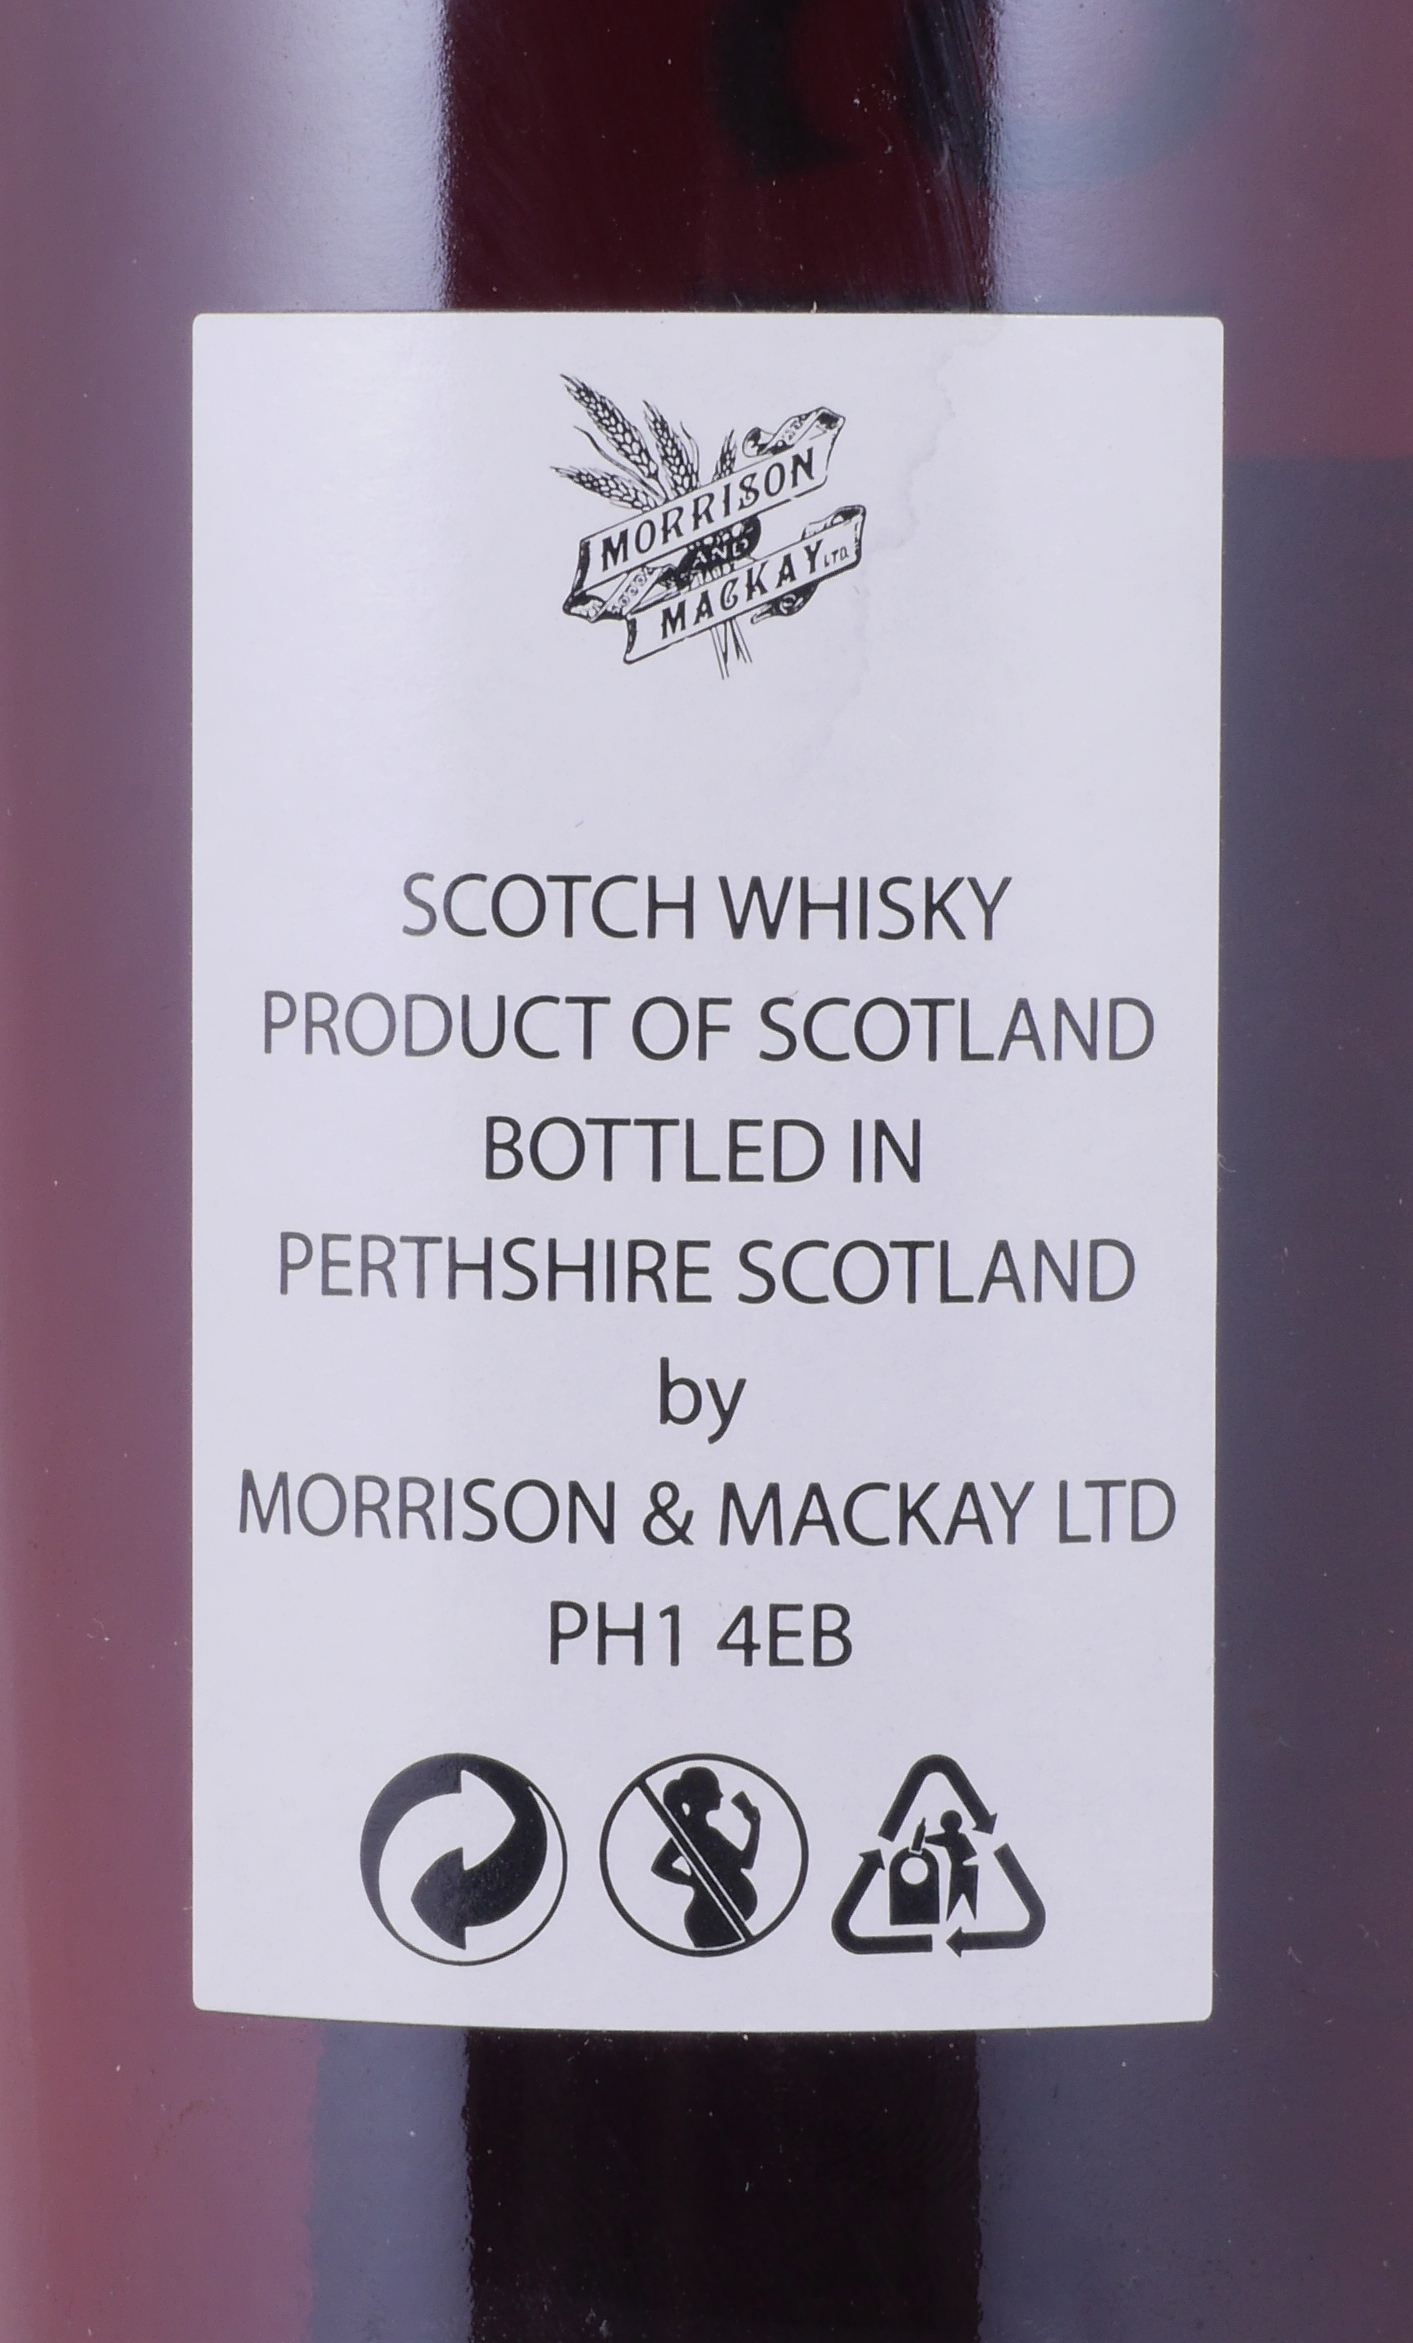 MORRISON
AND
MACKAY LTD.
SCOTCH WHISKY
PRODUCT OF SCOTLAND
BOTTLED IN
PERTHSHIRE SCOTLAND
by
MORRISON & MACKAY LTD
PH1 4EB